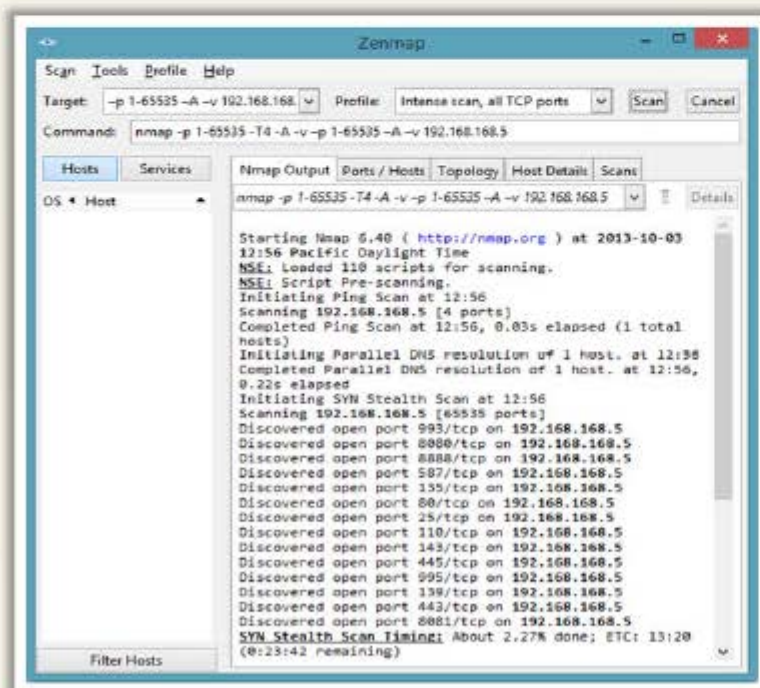 Zenmap
Scan Tools Profile Help
Target: -p 1-65535 -A -v 192.168.168. Profile: Intense scan, all TCP ports Scan Cancel
Command: nmap -p 1-65535 -T4 -A -v -p 1-65535 -A -v 192.168.168.5
Hosts Services Nmap Output Ports / Hosts Topology Host Details Scans
OS Host nmap -p 1-65535 -T4 -A -v -p 1-65535 -A -v 192.168.168.5 Details
Starting Nmap 6.40 ( http://nmap.org ) at 2013-10-03
12:56 Pacific Daylight Time
NSE: Loaded 110 scripts for scanning.
NSE: Script Pre-scanning.
Initiating Ping Scan at 12:56
Scanning 192.168.168.5 [4 ports]
Completed Ping Scan at 12:56, 0.03s elapsed (1 total
hosts)
Initiating Parallel DNS resolution of 1 host. at 12:56
Completed Parallel DNS resolution of 1 host. at 12:56,
0.22s elapsed
Initiating SYN Stealth Scan at 12:56
Scanning 192.168.168.5 [65535 ports]
Discovered open port 993/tcp on 192.168.168.5
Discovered open port 8080/tcp on 192.168.168.5
Discovered open port 8888/tcp on 192.168.168.5
Discovered open port 587/tcp on 192.168.168.5
Discovered open port 135/tcp on 192.168.168.5
Discovered open port 80/tcp on 192.168.168.5
Discovered open port 25/tcp on 192.168.168.5
Discovered open port 110/tcp on 192.168.168.5
Discovered open port 143/tcp on 192.168.168.5
Discovered open port 445/tcp on 192.168.168.5
Discovered open port 995/tcp on 192.168.168.5
Discovered open port 139/tcp on 192.168.168.5
Discovered open port 443/tcp on 192.168.168.5
Discovered open port 8081/tcp on 192.168.168.5
SYN Stealth Scan Timing: About 2.27% done; ETC: 13:20
(0:23:42 remaining)
Filter Hosts